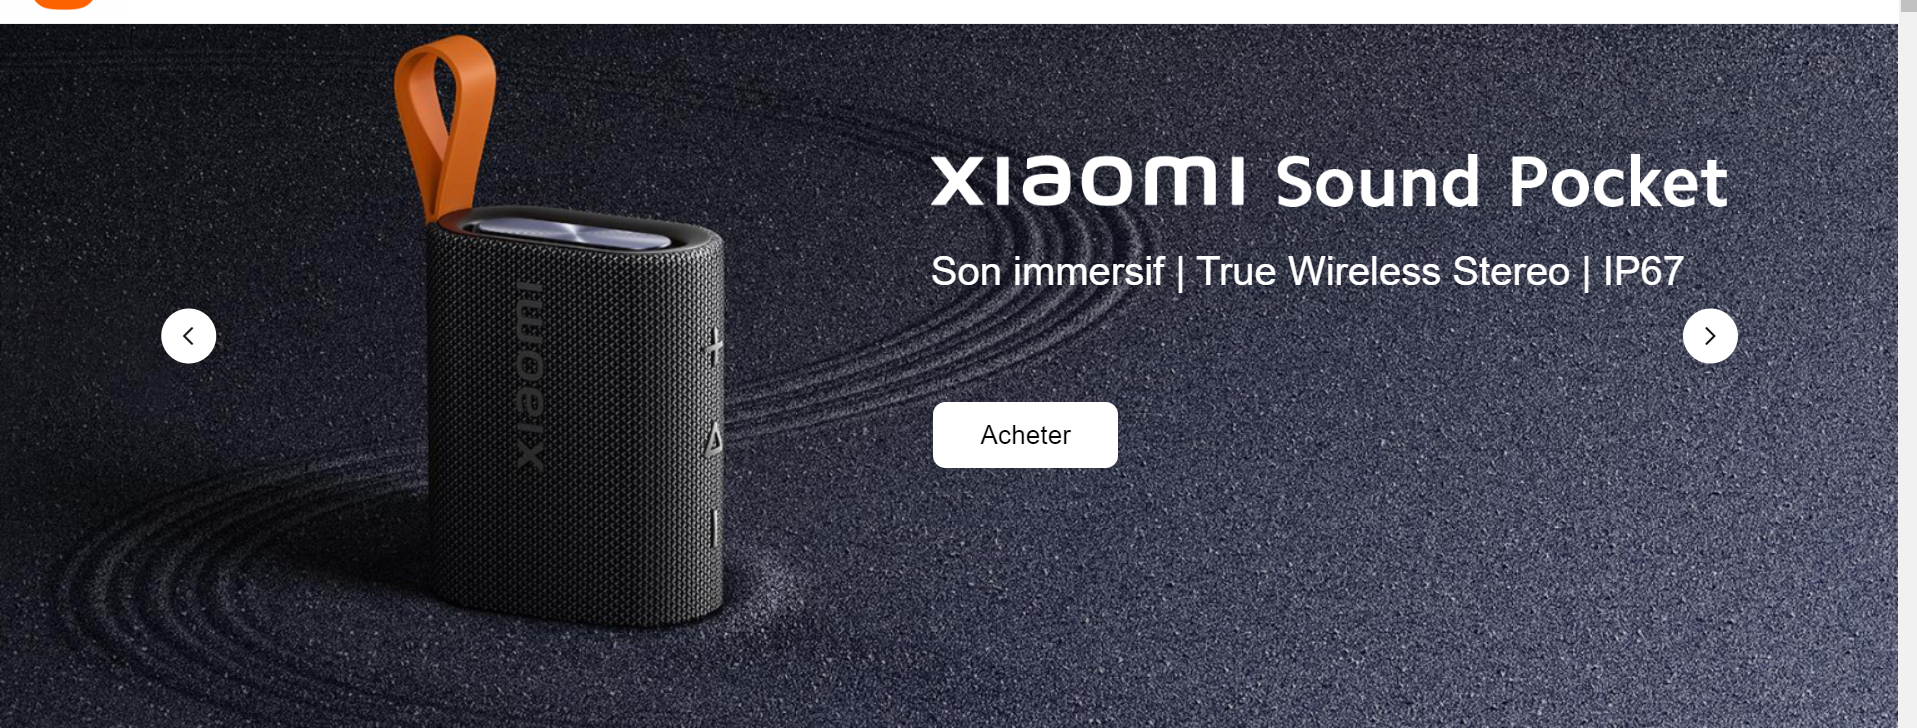 xiaomi Sound Pocket
Son immersif | True Wireless Stereo | IP67
Acheter
xiaomi